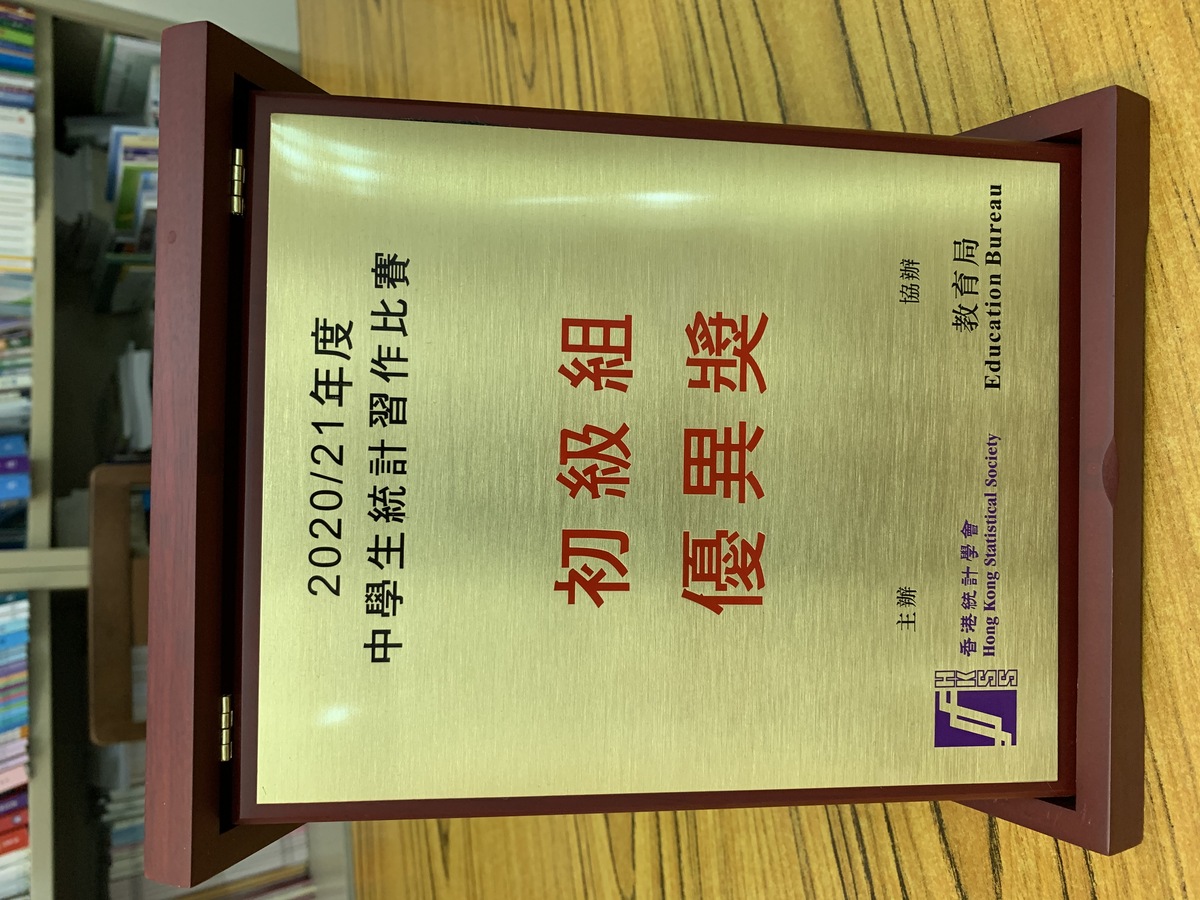 2020/21年度
中學生統計習作比賽
初級組
優異獎
主辦
協辦
HKSS
香港統計學會
Hong Kong Statistical Society
教育局
Education Bureau